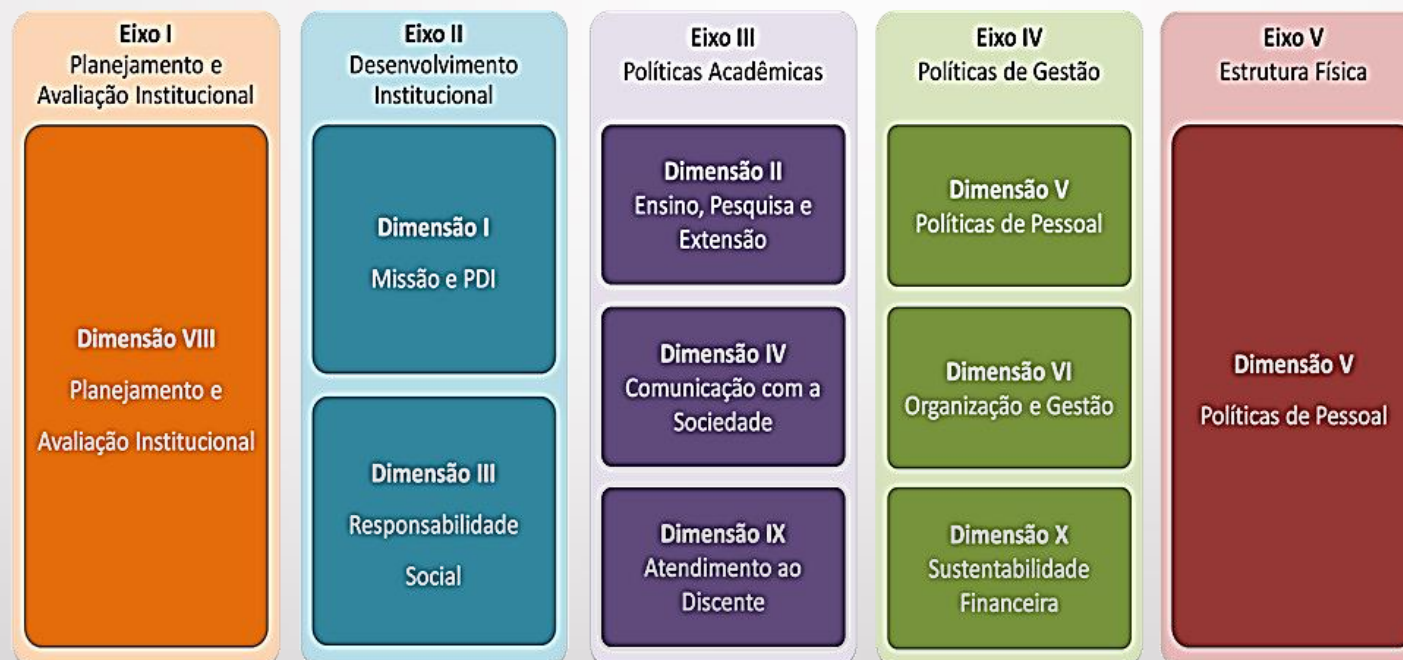 Eixo I
Planejamento e
Avaliação Institucional
Dimensão VIII
Planejamento e
Avaliação Institucional
Eixo II
Desenvolvimento
Institucional
Dimensão I
Missão e PDI
Dimensão III
Responsabilidade
Social
Eixo III
Políticas Acadêmicas
Dimensão II
Ensino, Pesquisa e
Extensão
Dimensão IV
Comunicação com a
Sociedade
Dimensão IX
Atendimento ao
Discente
Eixo IV
Políticas de Gestão
Dimensão V
Políticas de Pessoal
Dimensão VI
Organização e Gestão
Dimensão X
Sustentabilidade
Financeira
Eixo V
Estrutura Física
Dimensão V
Políticas de Pessoal